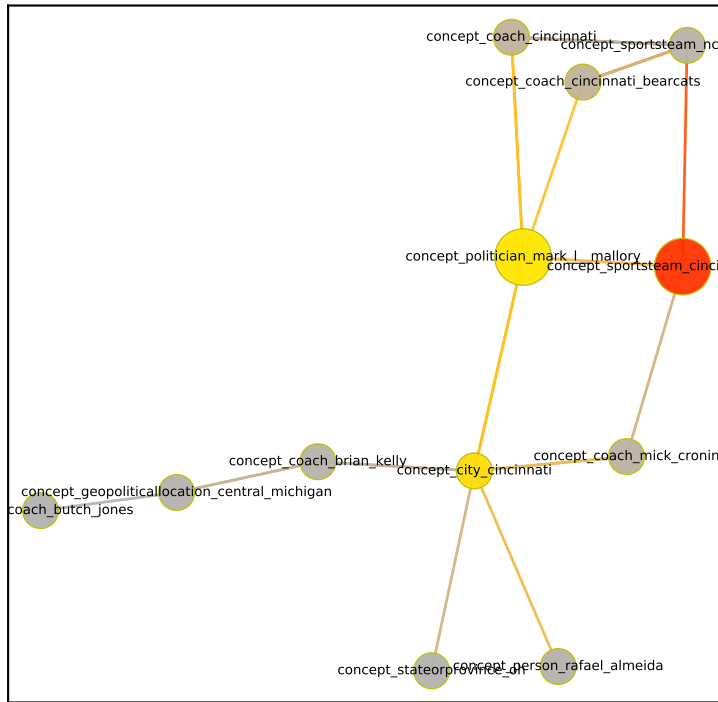 concept_coach_cincinnati
concept_sportsteam_nc
concept_coach_cincinnati_bearcats
concept_politician_mark_l__mallory
concept_sportsteam_cinci
concept_coach_mick_cronin
concept_coach_brian_kelly
concept_city_cincinnati
concept_geopoliticallocation_central_michigan
coach_butch_jones
concept_stateorprovince_oh
concept_person_rafael_almeida